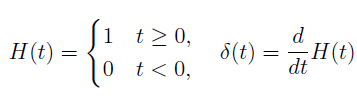 H(t) = { 1 t ≥ 0, 0 t < 0, δ(t) = d/dt H(t)